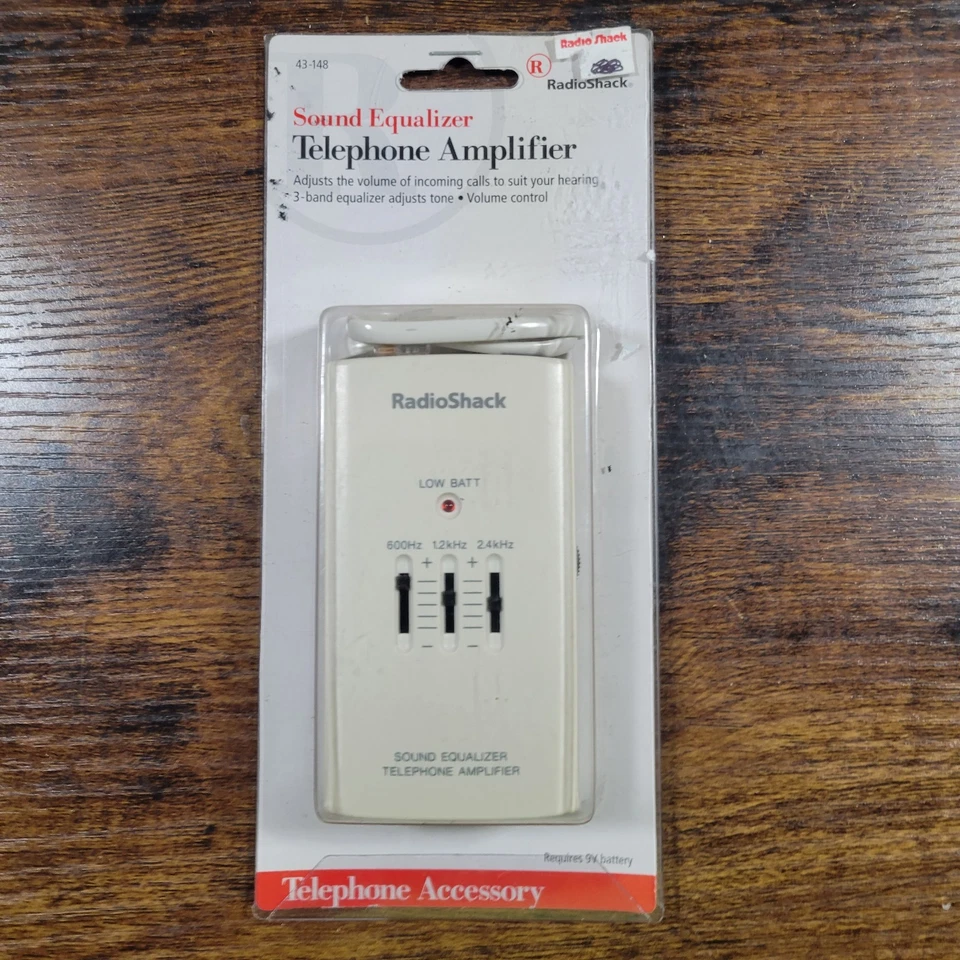 43-148
Radio Shack
R
RadioShack®
Sound Equalizer
Telephone Amplifier
Adjusts the volume of incoming calls to suit your hearing
3-band equalizer adjusts tone • Volume control
RadioShack
LOW BATT
600Hz 1.2kHz 2.4kHz
+ +
− −
SOUND EQUALIZER
TELEPHONE AMPLIFIER
Requires 9V battery
Telephone Accessory